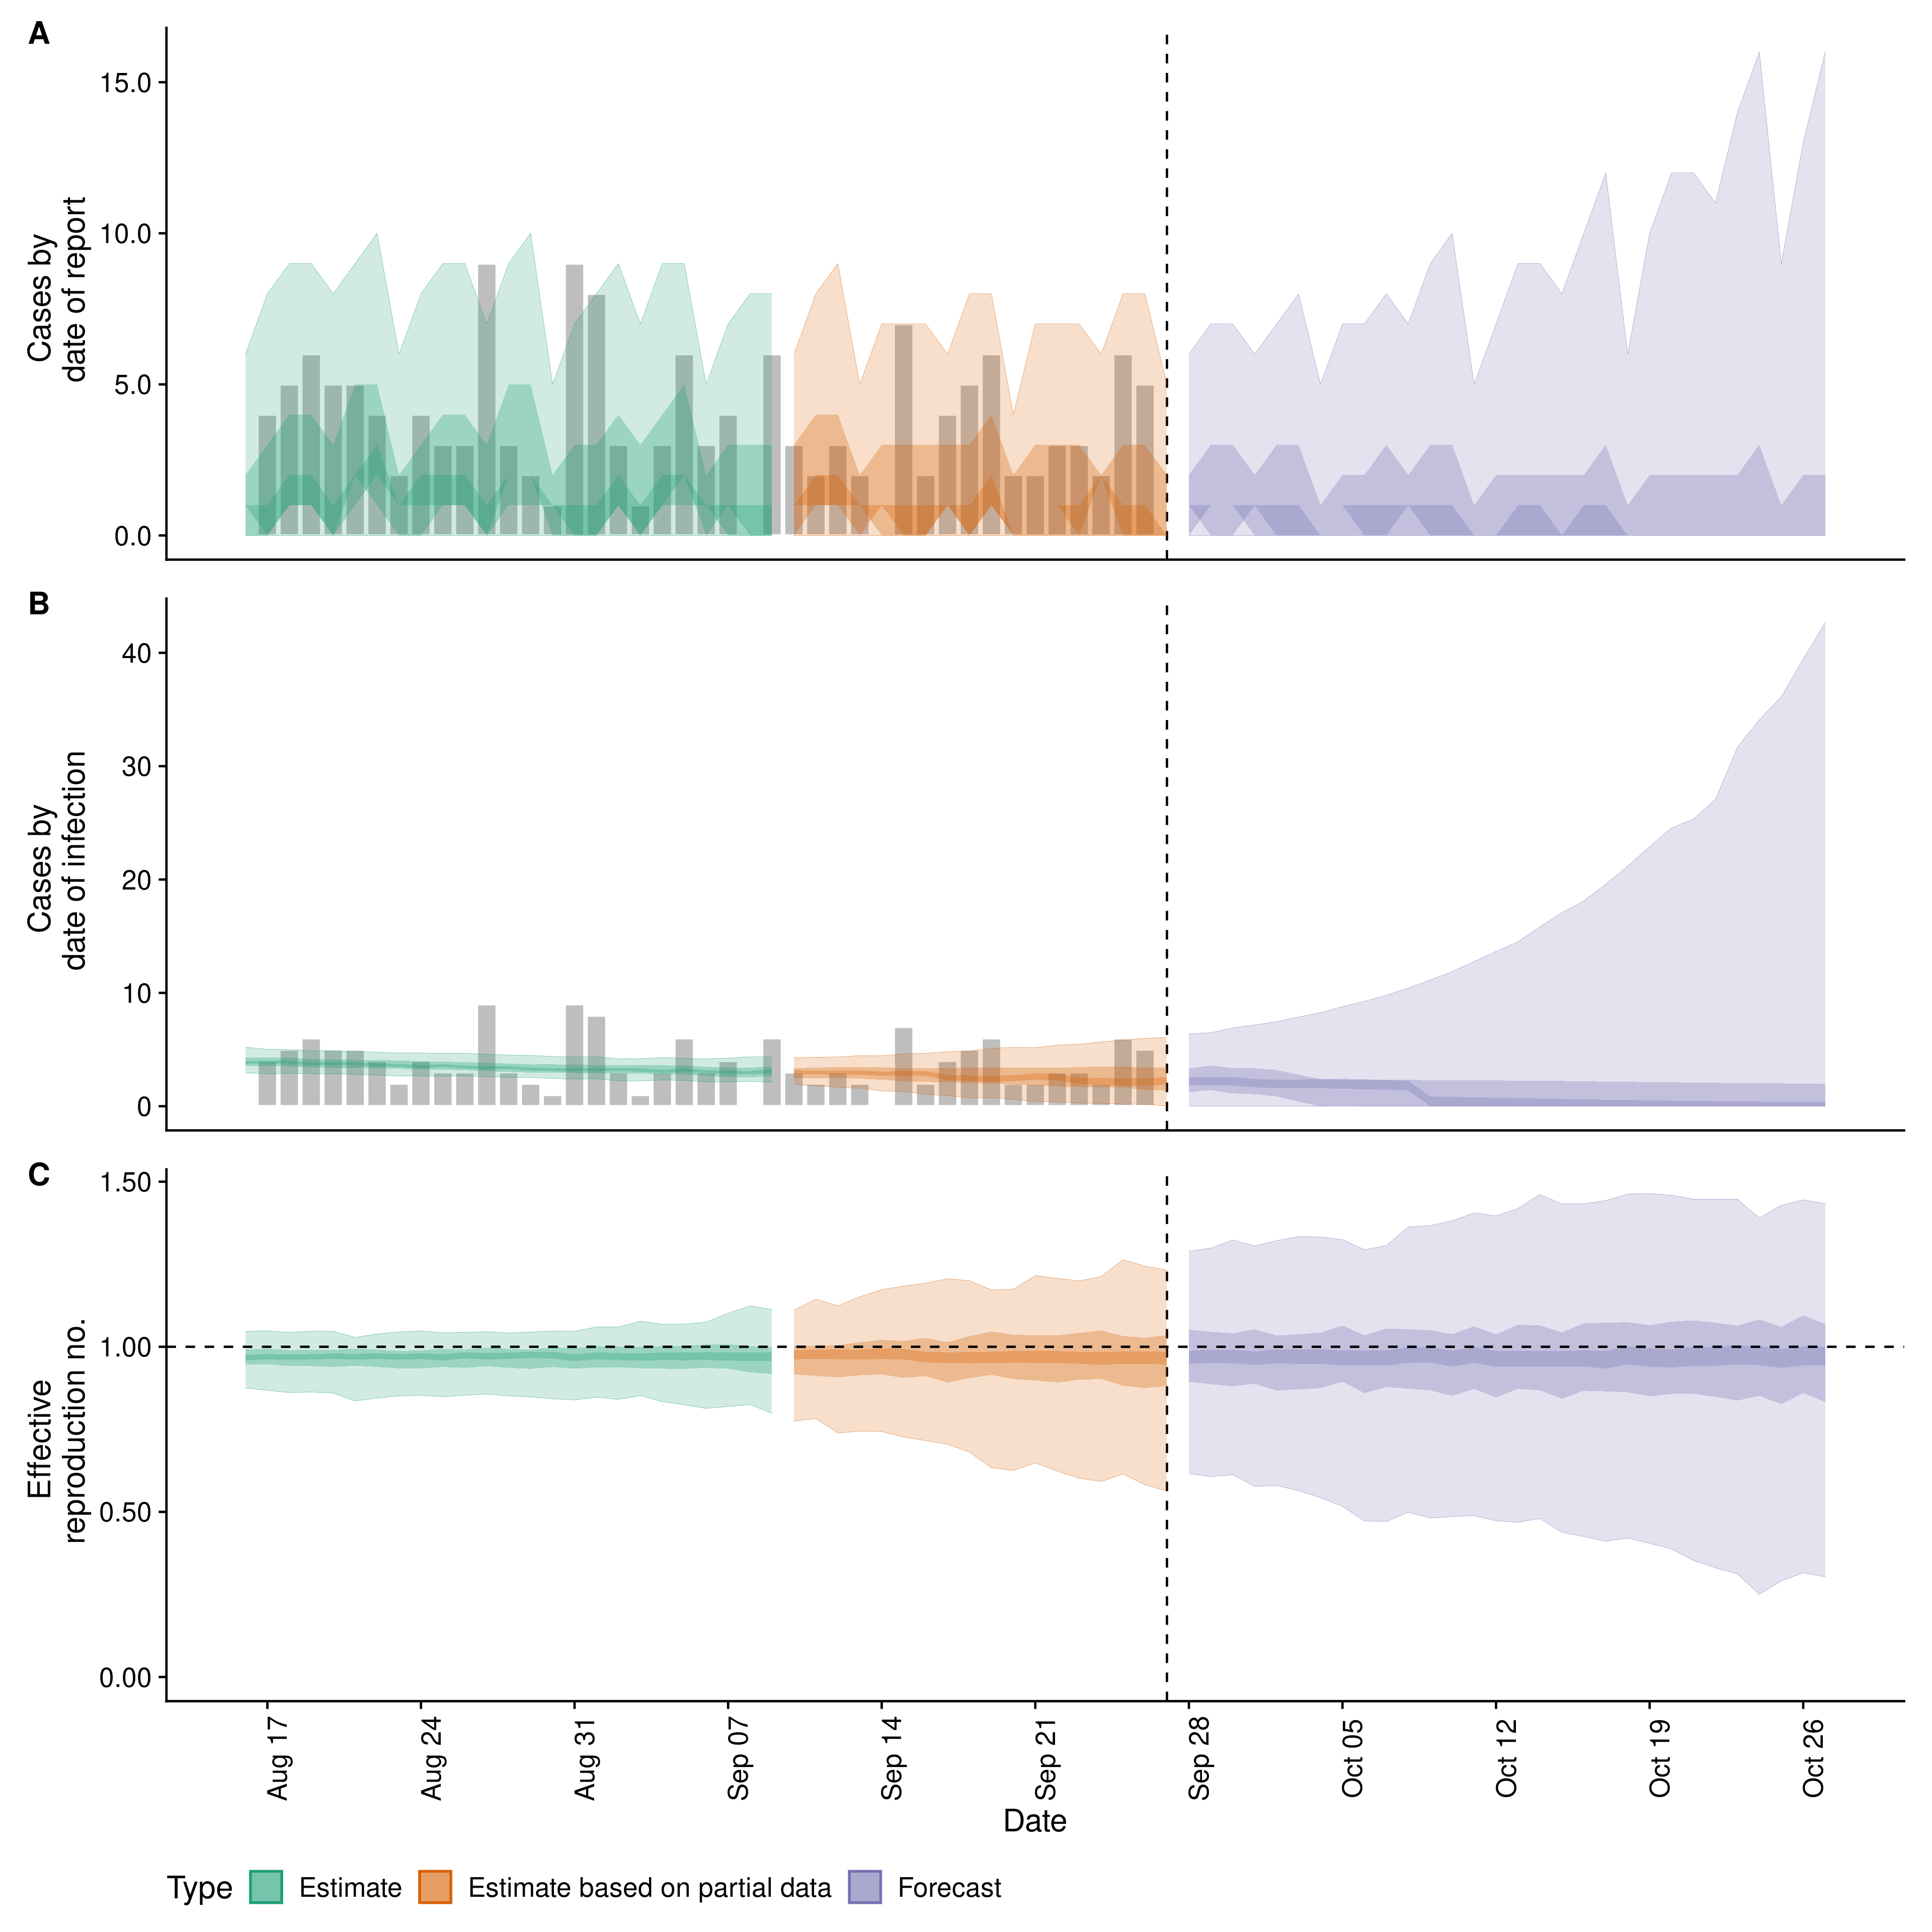 A
Cases by
date of report
15.0
10.0
5.0
0.0
B
Cases by
date of infection
40
30
20
10
0
C
Effective
reproduction no.
1.50
1.00
0.50
0.00
Aug 17
Aug 24
Aug 31
Sep 07
Sep 14
Sep 21
Sep 28
Oct 05
Oct 12
Oct 19
Oct 26
Date
Type Estimate Estimate based on partial data Forecast